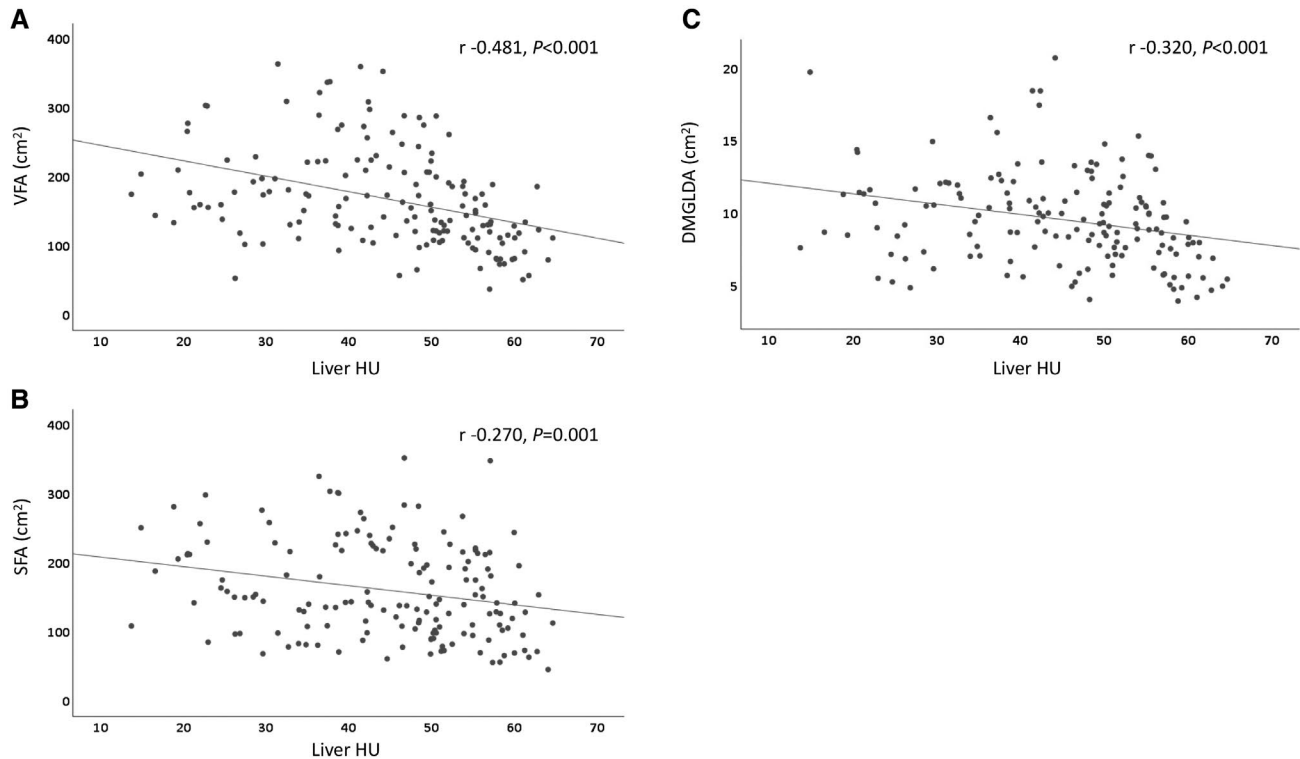 A
r -0.481, P<0.001
VFA (cm²)
400
300
200
100
0
10 20 30 40 50 60 70
Liver HU
B
r -0.270, P=0.001
SFA (cm²)
400
300
200
100
0
10 20 30 40 50 60 70
Liver HU
C
r -0.320, P<0.001
DMGLDA (cm²)
20
15
10
5
10 20 30 40 50 60 70
Liver HU